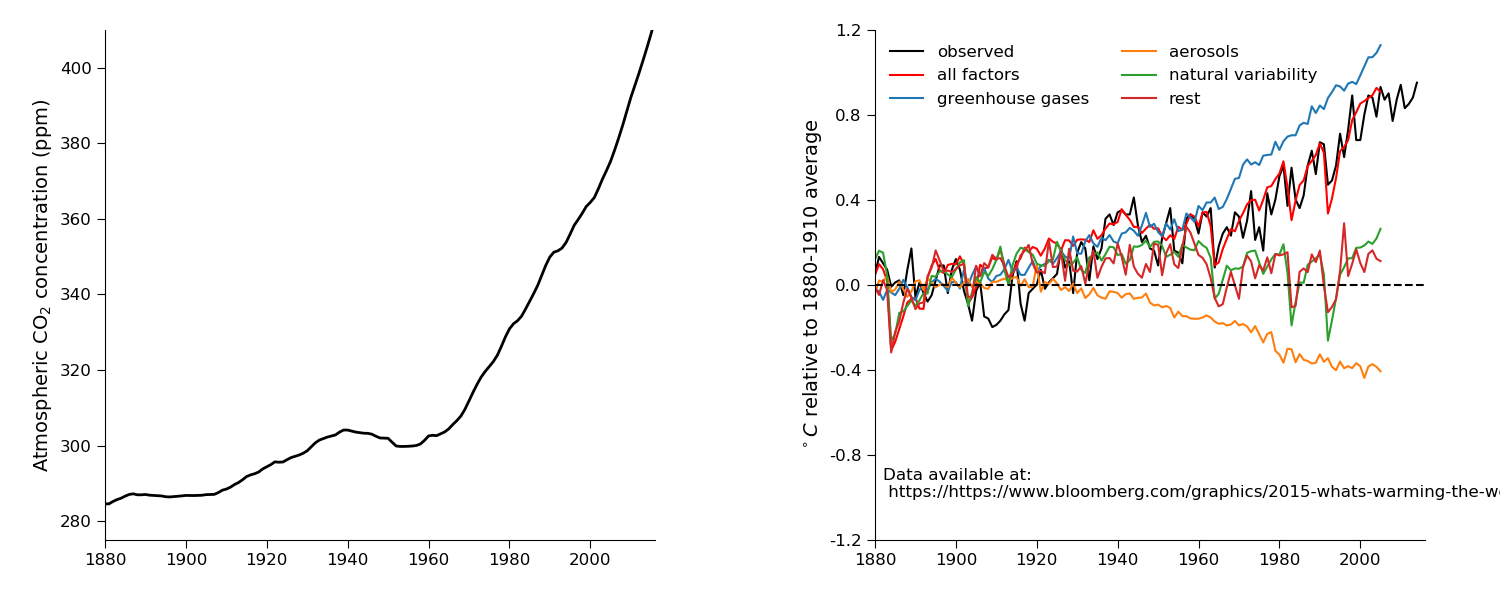 Atmospheric CO2 concentration (ppm)
400
380
360
340
320
300
280
1880 1900 1920 1940 1960 1980 2000
°C relative to 1880-1910 average
1.2
0.8
0.4
0.0
-0.4
-0.8
-1.2
observed
all factors
greenhouse gases
aerosols
natural variability
rest
Data available at:
https://https://www.bloomberg.com/graphics/2015-whats-warming-the-w
1880 1900 1920 1940 1960 1980 2000